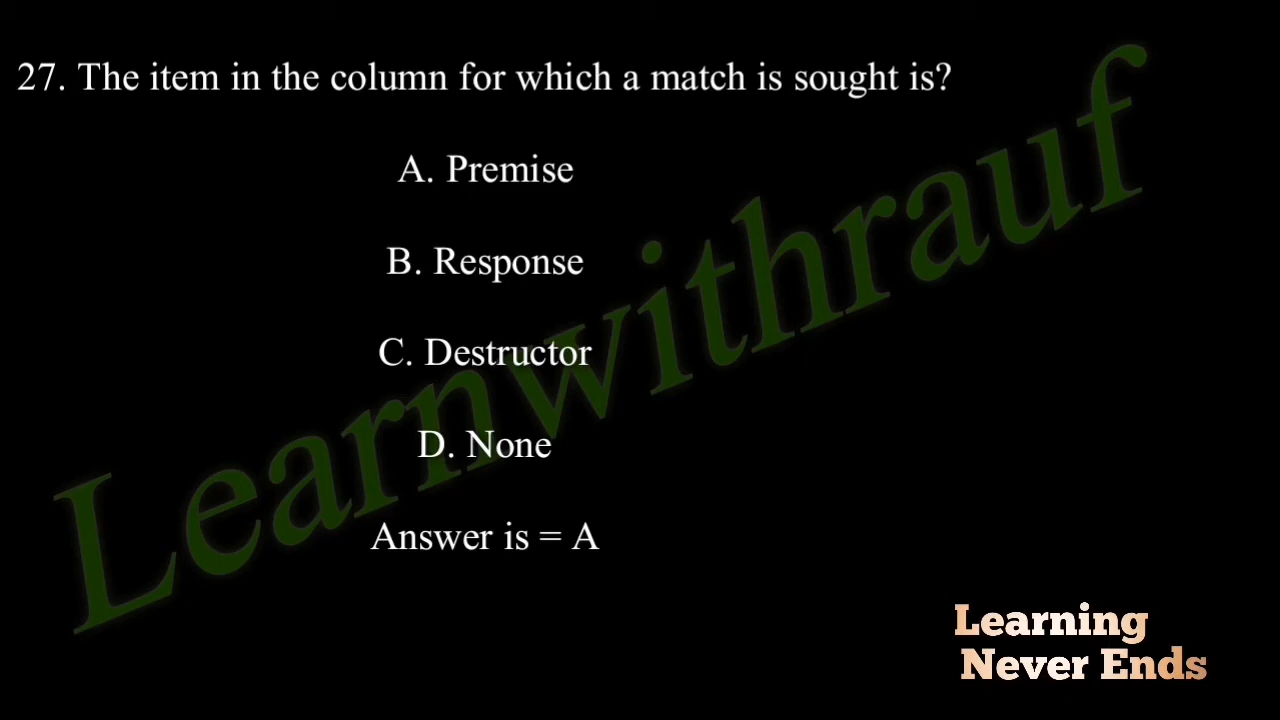 27. The item in the column for which a match is sought is?
A. Premise
B. Response
C. Destructor
D. None
Answer is = A
Learnwithrauf
Learning
Never Ends